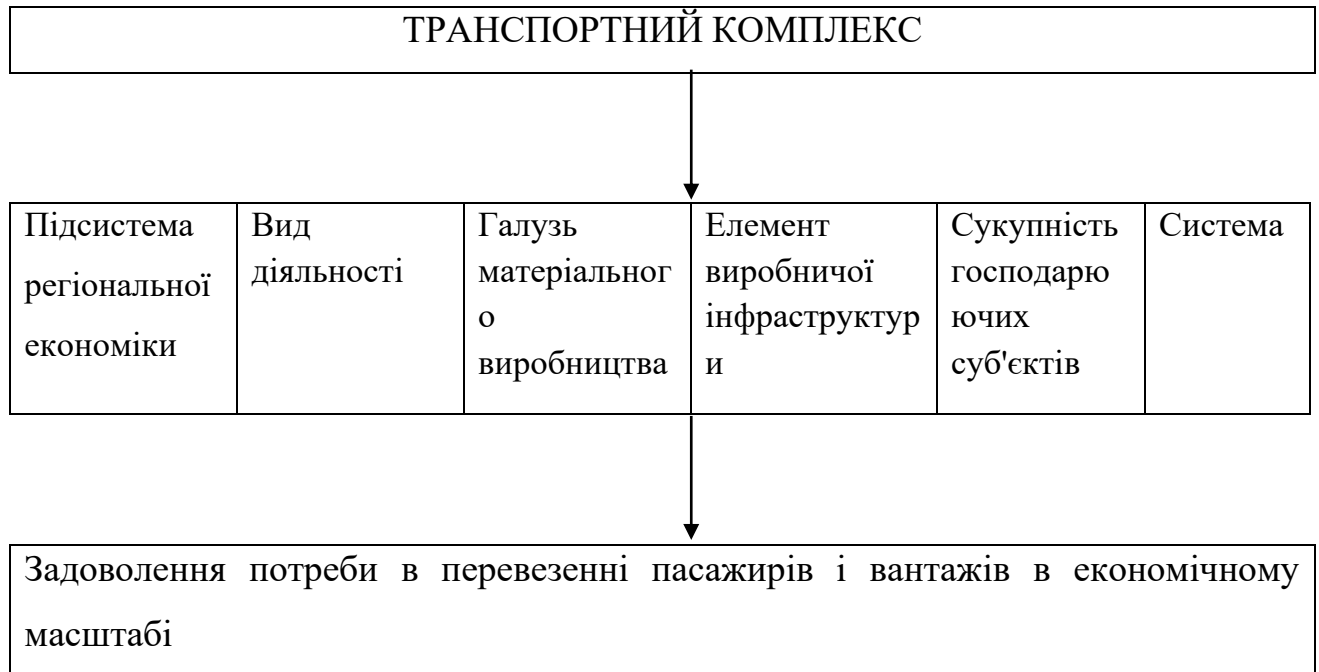 ТРАНСПОРТНИЙ КОМПЛЕКС
Підсистема
регіональної
економіки
Вид
діяльності
Галузь
матеріальног
о
виробництва
Елемент
виробничої
інфраструктур
и
Сукупність
господарю
ючих
суб'єктів
Система
Задоволення потреби в перевезенні пасажирів і вантажів в економічному
масштабі